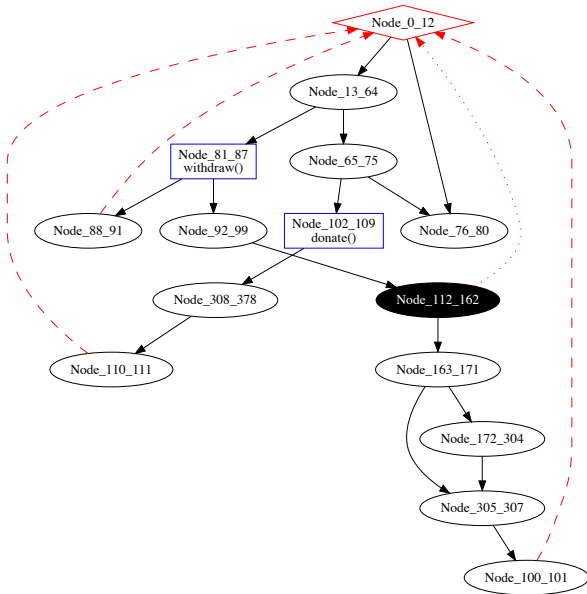 Node_0_12
Node_13_64
Node_81_87
withdraw()
Node_65_75
Node_88_91
Node_92_99
Node_102_109
donate()
Node_76_80
Node_308_378
Node_112_162
Node_110_111
Node_163_171
Node_172_304
Node_305_307
Node_100_101